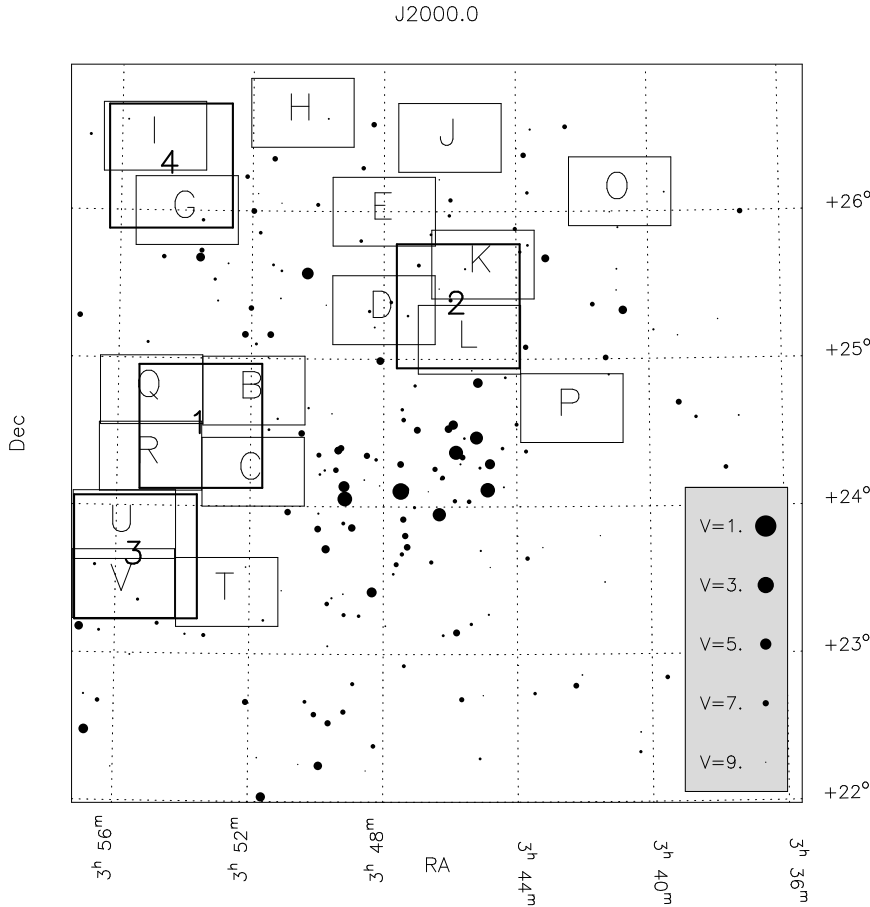 J2000.0
H
I
J
4
O
G
E
+26°
K
D
2
L
+25°
Q
B
P
1
R
C
Dec
+24°
U
V=1.
3
V
T
V=3.
V=5.
+23°
V=7.
V=9.
+22°
3ʰ 56ᵐ
3ʰ 52ᵐ
3ʰ 48ᵐ
3ʰ 44ᵐ
3ʰ 40ᵐ
3ʰ 36ᵐ
RA